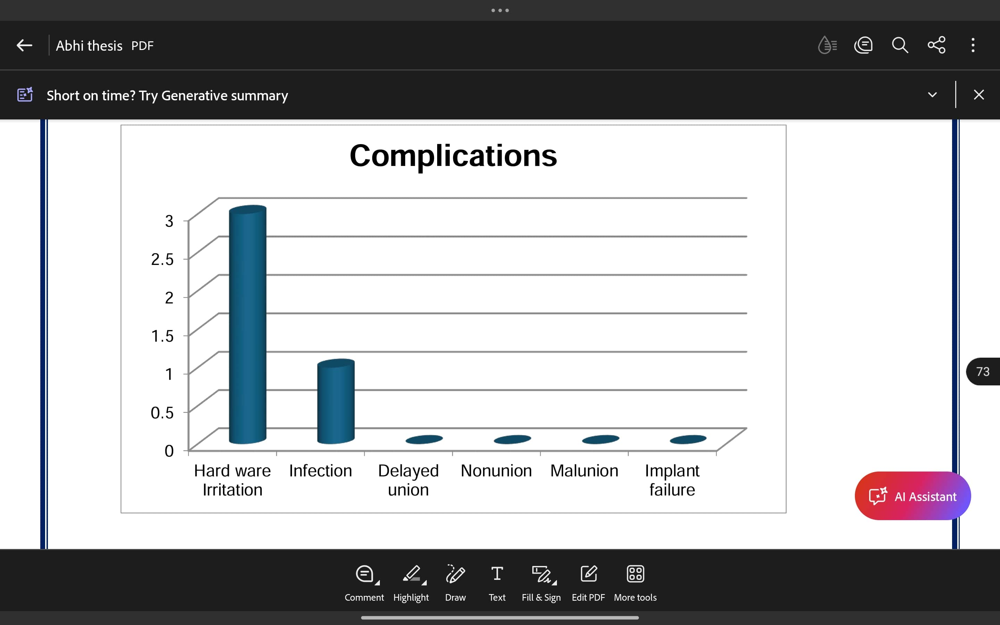 Abhi thesis PDF
Short on time? Try Generative summary
Complications
3
2.5
2
1.5
1
0.5
0
Hard ware Irritation
Infection
Delayed union
Nonunion
Malunion
Implant failure
73
AI Assistant
Comment
Highlight
Draw
Text
Fill & Sign
Edit PDF
More tools